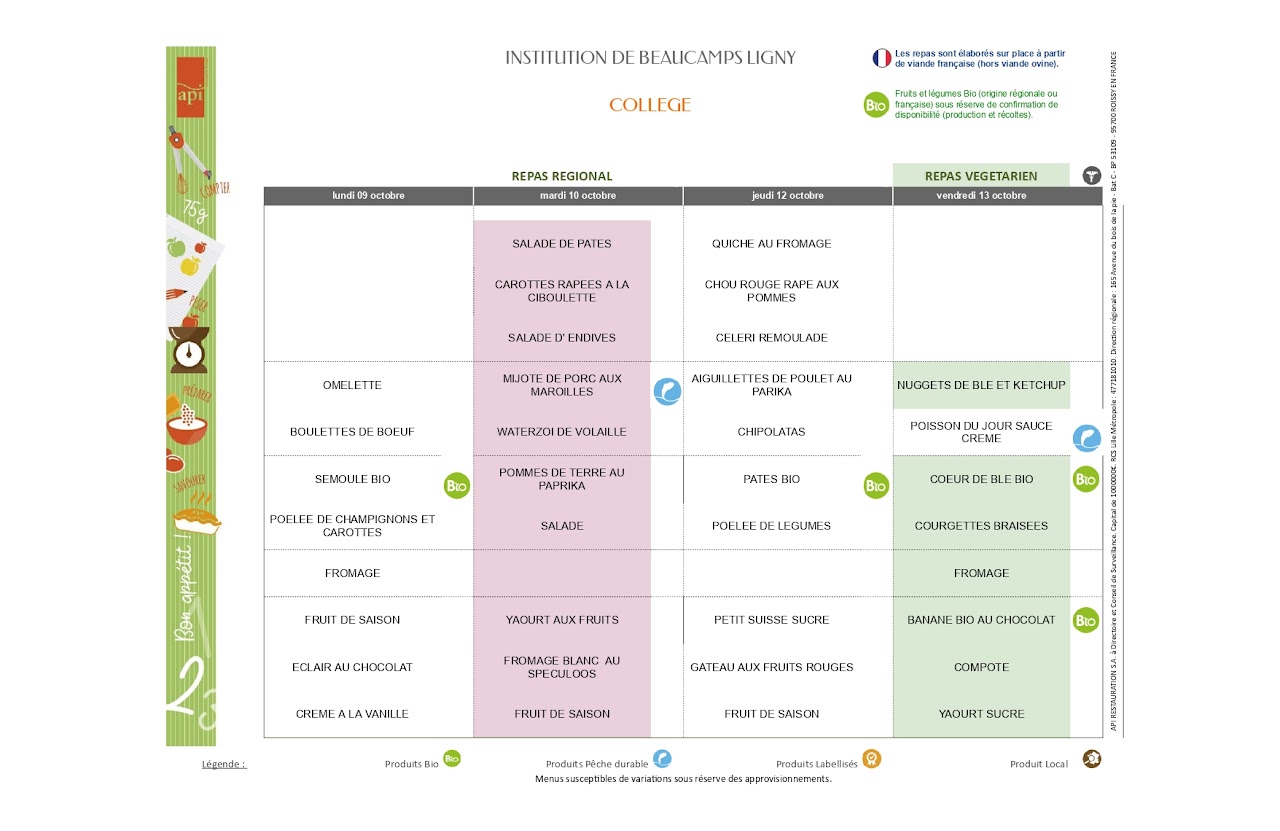 INSTITUTION DE BEAUCAMPS LIGNY
COLLEGE
Les repas sont élaborés sur place à partir
de viande française (hors viande ovine).
BIO
Fruits et légumes Bio (origine régionale ou
française) sous réserve de confirmation de
disponibilité (production et récoltes).
api
COMPTER
75g
PESER
PRÉPARER
SAVOURER
Bon appétit !
2
3
REPAS REGIONAL
REPAS VEGETARIEN
lundi 09 octobre
mardi 10 octobre
jeudi 12 octobre
vendredi 13 octobre
SALADE DE PATES
QUICHE AU FROMAGE
CAROTTES RAPEES A LA
CIBOULETTE
CHOU ROUGE RAPE AUX
POMMES
SALADE D' ENDIVES
CELERI REMOULADE
OMELETTE
MIJOTE DE PORC AUX
MAROILLES
AIGUILLETTES DE POULET AU
PARIKA
NUGGETS DE BLE ET KETCHUP
BOULETTES DE BOEUF
WATERZOI DE VOLAILLE
CHIPOLATAS
POISSON DU JOUR SAUCE
CREME
SEMOULE BIO
BIO
POMMES DE TERRE AU
PAPRIKA
PATES BIO
BIO
COEUR DE BLE BIO
BIO
POELEE DE CHAMPIGNONS ET
CAROTTES
SALADE
POELEE DE LEGUMES
COURGETTES BRAISEES
FROMAGE
FROMAGE
FRUIT DE SAISON
YAOURT AUX FRUITS
PETIT SUISSE SUCRE
BANANE BIO AU CHOCOLAT
BIO
ECLAIR AU CHOCOLAT
FROMAGE BLANC AU
SPECULOOS
GATEAU AUX FRUITS ROUGES
COMPOTE
CREME A LA VANILLE
FRUIT DE SAISON
FRUIT DE SAISON
YAOURT SUCRE
Légende :
Produits Bio
BIO
Produits Pêche durable
Produits Labellisés
Produit Local
Menus susceptibles de variations sous réserve des approvisionnements.
API RESTAURATION S.A. à Directoire et Conseil de Surveillance. Capital de 1000000€. RCS Lille Métropole : 477181010. Direction régionale : 165 Avenue du bois de la pie - Bat C - BP 53109 - 95700 ROISSY EN FRANCE